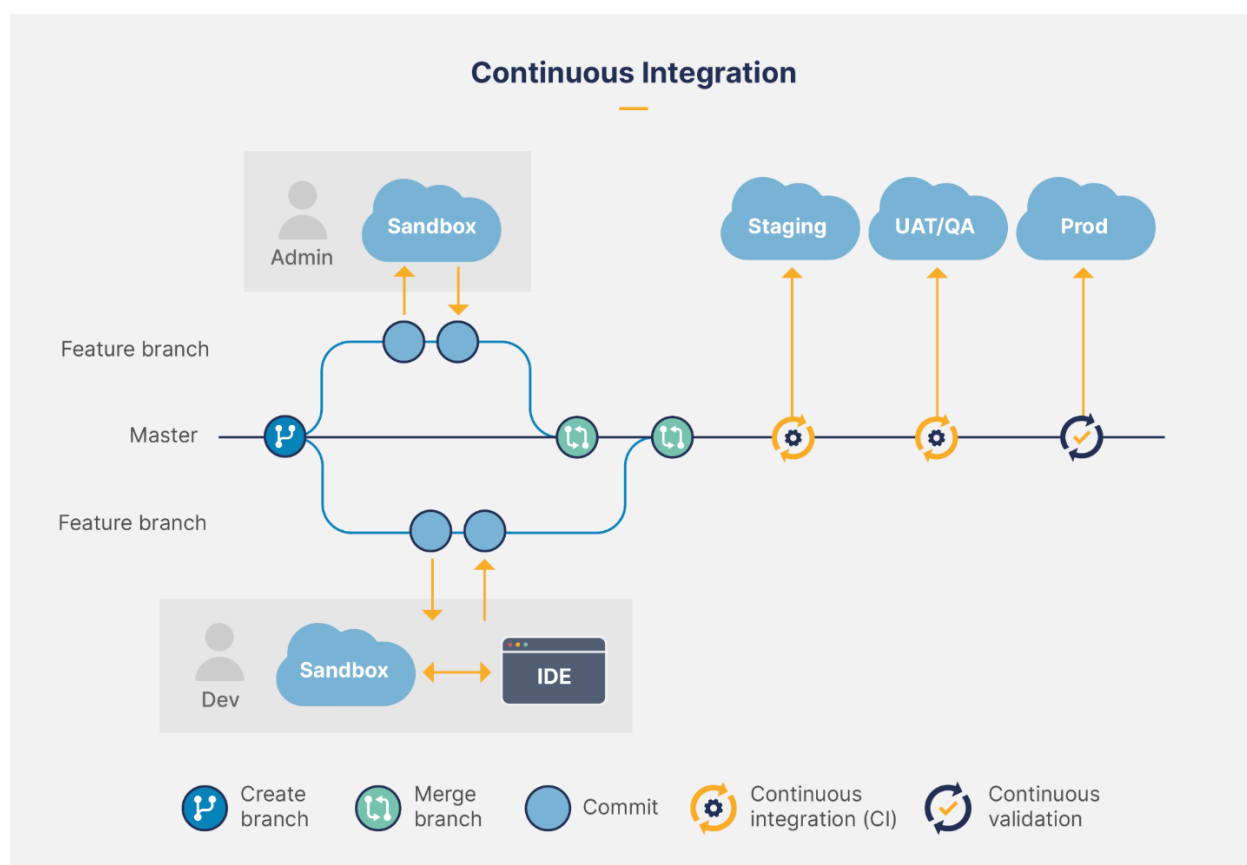 Continuous Integration
Admin
Sandbox
Staging
UAT/QA
Prod
Feature branch
Master
Feature branch
Dev
Sandbox
IDE
Create
branch
Merge
branch
Commit
Continuous
integration (CI)
Continuous
validation